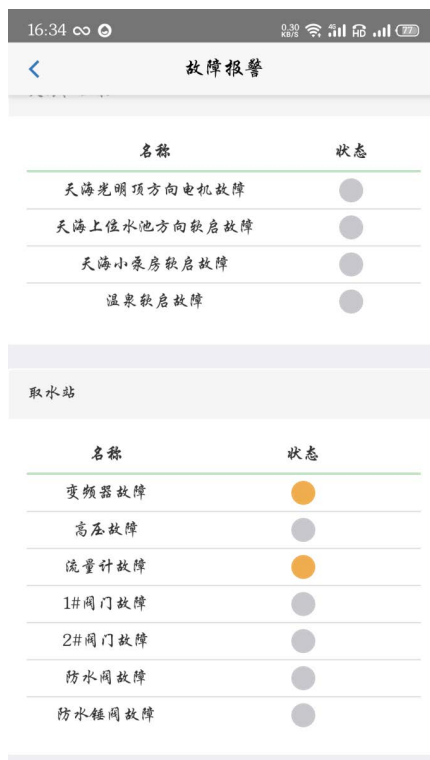 16:34
0.30 KB/S 4G HD 77
故障报警
名称 状态
天海光明顶方向电机故障
天海上位水池方向软启故障
天海小泵房软启故障
温泉软启故障
取水站
名称 状态
变频器故障
高压故障
流量计故障
1#阀门故障
2#阀门故障
防水阀故障
防水锤阀故障